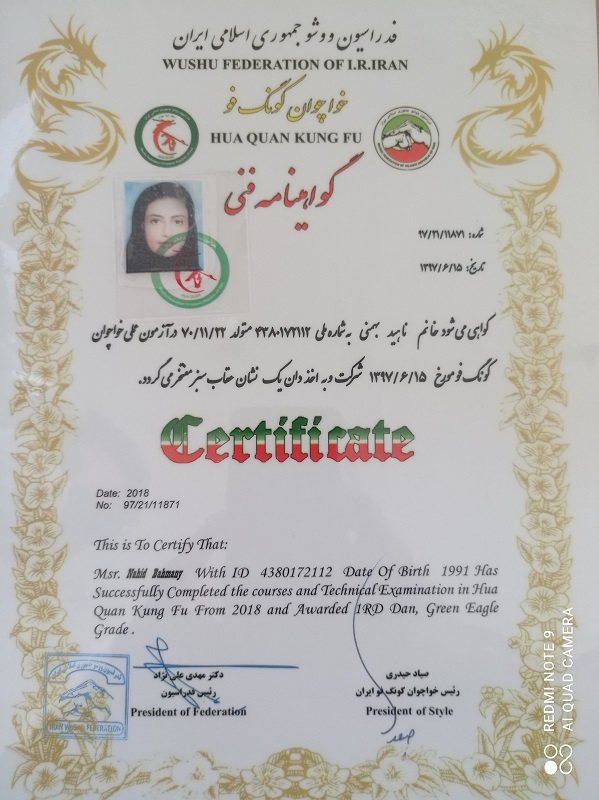 فدراسیون ووشو جمهوری اسلامی ایران
WUSHU FEDERATION OF I.R.IRAN
خواچوان کونگ فو
HUA QUAN KUNG FU
گواهینامه فنی
شماره: ۹۷/۲۱/۱۱۸۷۱
تاریخ: ۱۳۹۷/۶/۱۵
گواهی می شود خانم ناهید بهمنی به شماره ملی ۴۳۸۰۱۷۲۱۱۲ متولد ۷۰/۱۱/۲۲ در آزمون عملی خواچوان
کونگ فو مورخ ۱۳۹۷/۶/۱۵ شرکت و به اخذ دان یک نشان عقاب سبز مفتخر می گردد.
Certificate
Date: 2018
No: 97/21/11871
This is To Certify That:
Msr. Nahid Bahmany With ID 4380172112 Date Of Birth 1991 Has
Successfully Completed the courses and Technical Examination in Hua
Quan Kung Fu From 2018 and Awarded 1RD Dan, Green Eagle
Grade .
دکتر مهدی علی نژاد
رئیس فدراسیون
President of Federation
صیاد حیدری
رئیس خواچوان کونگ فو ایران
President of Style
IRAN WUSHU FEDERATION
REDMI NOTE 9
AI QUAD CAMERA